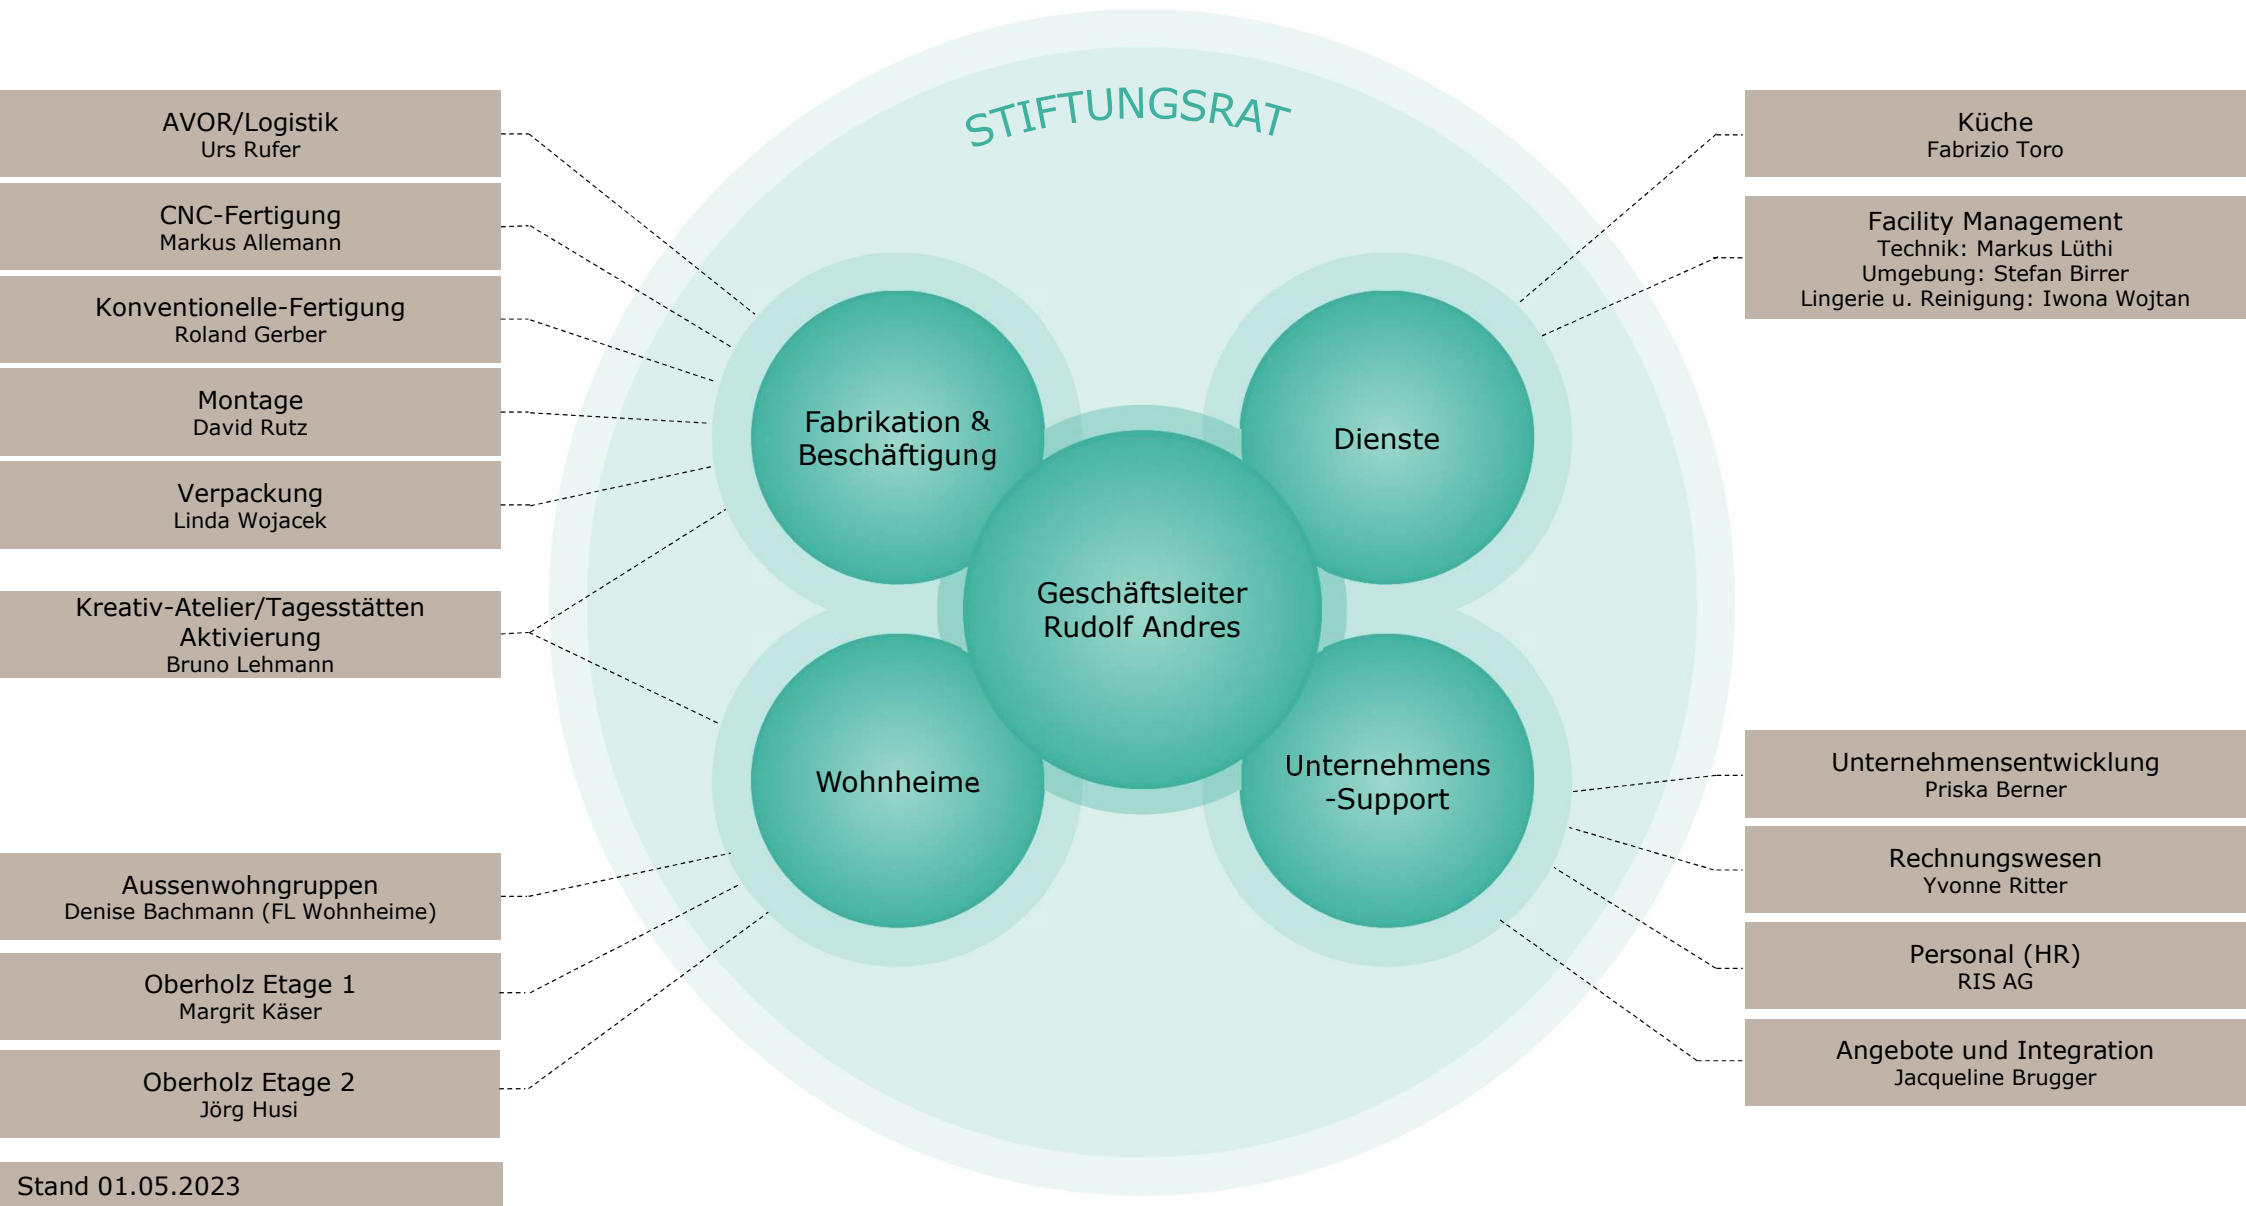 STIFTUNGSRAT
AVOR/Logistik
Urs Rufer
CNC-Fertigung
Markus Allemann
Konventionelle-Fertigung
Roland Gerber
Montage
David Rutz
Verpackung
Linda Wojacek
Kreativ-Atelier/Tagesstätten
Aktivierung
Bruno Lehmann
Aussenwohngruppen
Denise Bachmann (FL Wohnheime)
Oberholz Etage 1
Margrit Käser
Oberholz Etage 2
Jörg Husi
Stand 01.05.2023
Fabrikation &
Beschäftigung
Dienste
Geschäftsleiter
Rudolf Andres
Wohnheime
Unternehmens
-Support
Küche
Fabrizio Toro
Facility Management
Technik: Markus Lüthi
Umgebung: Stefan Birrer
Lingerie u. Reinigung: Iwona Wojtan
Unternehmensentwicklung
Priska Berner
Rechnungswesen
Yvonne Ritter
Personal (HR)
RIS AG
Angebote und Integration
Jacqueline Brugger